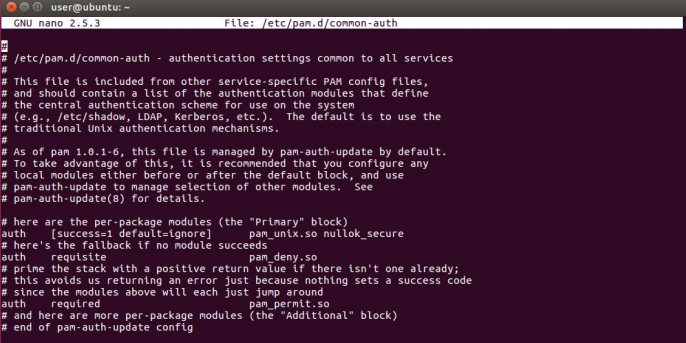 user@ubuntu: ~
GNU nano 2.5.3 File: /etc/pam.d/common-auth
#
# /etc/pam.d/common-auth - authentication settings common to all services
#
# This file is included from other service-specific PAM config files,
# and should contain a list of the authentication modules that define
# the central authentication scheme for use on the system
# (e.g., /etc/shadow, LDAP, Kerberos, etc.).  The default is to use the
# traditional Unix authentication mechanisms.
#
# As of pam 1.0.1-6, this file is managed by pam-auth-update by default.
# To take advantage of this, it is recommended that you configure any
# local modules either before or after the default block, and use
# pam-auth-update to manage selection of other modules.  See
# pam-auth-update(8) for details.
# here are the per-package modules (the "Primary" block)
auth    [success=1 default=ignore]      pam_unix.so nullok_secure
# here's the fallback if no module succeeds
auth    requisite                       pam_deny.so
# prime the stack with a positive return value if there isn't one already;
# this avoids us returning an error just because nothing sets a success code
# since the modules above will each just jump around
auth    required                        pam_permit.so
# and here are more per-package modules (the "Additional" block)
# end of pam-auth-update config